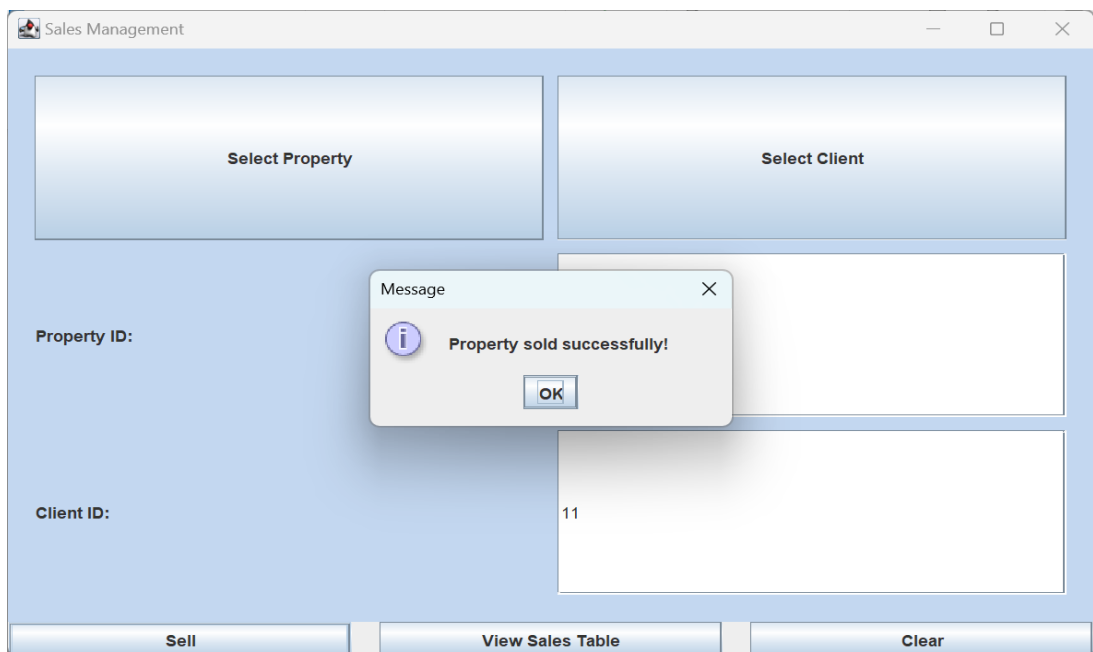 Sales Management
Select Property
Select Client
Message
Property ID:
i
Property sold successfully!
OK
Client ID:
11
Sell
View Sales Table
Clear